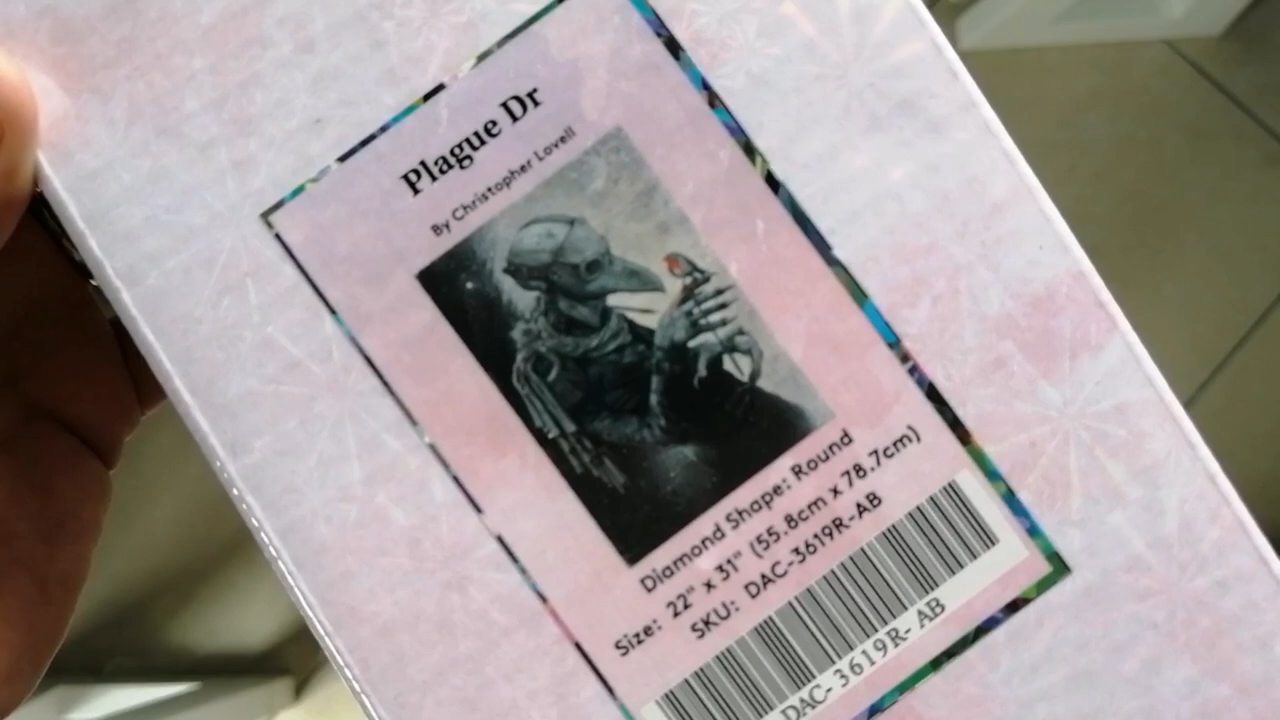 Plague Dr
By Christopher Lovell
Diamond Shape: Round
Size: 22" x 31" (55.8cm x 78.7cm)
SKU: DAC-3619R-AB
DAC- 3619R- AB